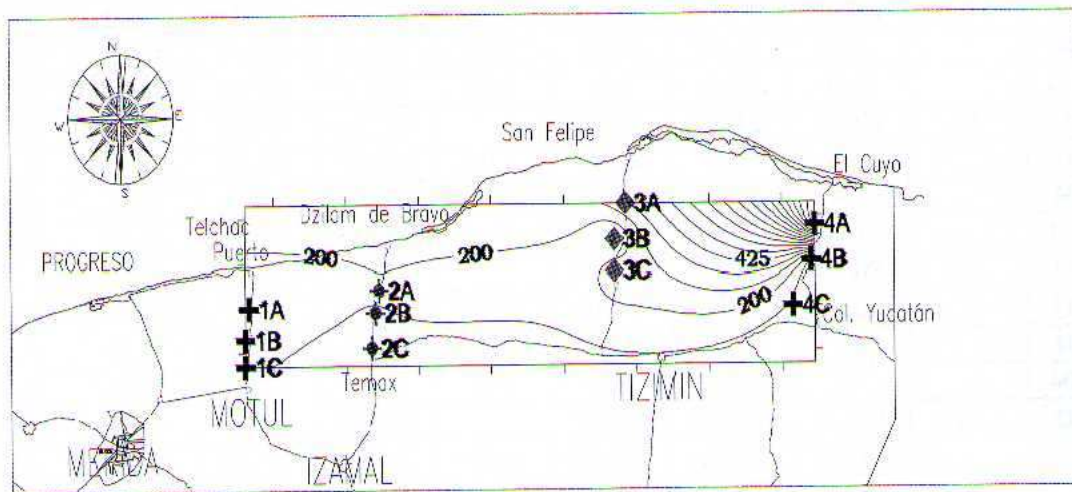 N
W
E
S
San Felipe
El Cuyo
Dzilam de Bravo
3A
4A
Telchac
Puerto
200
200
3B
425
4B
PROGRESO
3C
2A
200
4C
1A
2B
Col. Yucatán
1B
2C
1C
Temax
TIZIMIN
MOTUL
MERIDA
IZAMAL